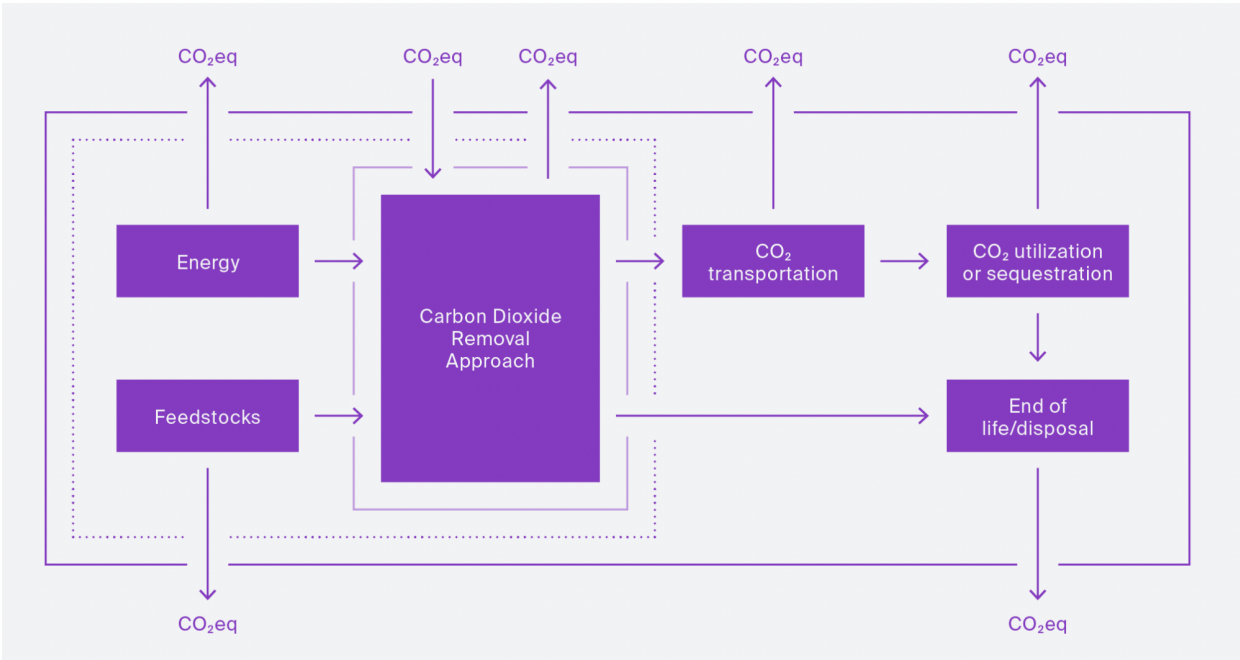 CO₂eq
CO₂eq
CO₂eq
CO₂eq
CO₂eq
Energy
CO₂
transportation
CO₂ utilization
or sequestration
Carbon Dioxide
Removal
Approach
Feedstocks
End of
life/disposal
CO₂eq
CO₂eq